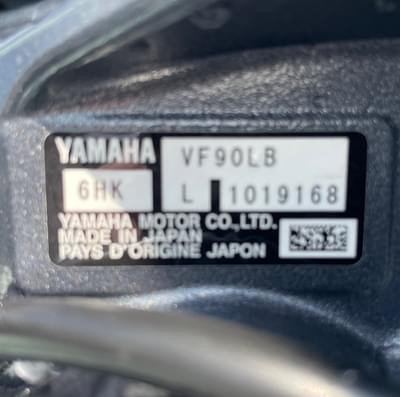 YAMAHA VF90LB
6HK L 1019168
YAMAHA MOTOR CO.,LTD.
MADE IN JAPAN
PAYS D'ORIGINE JAPON